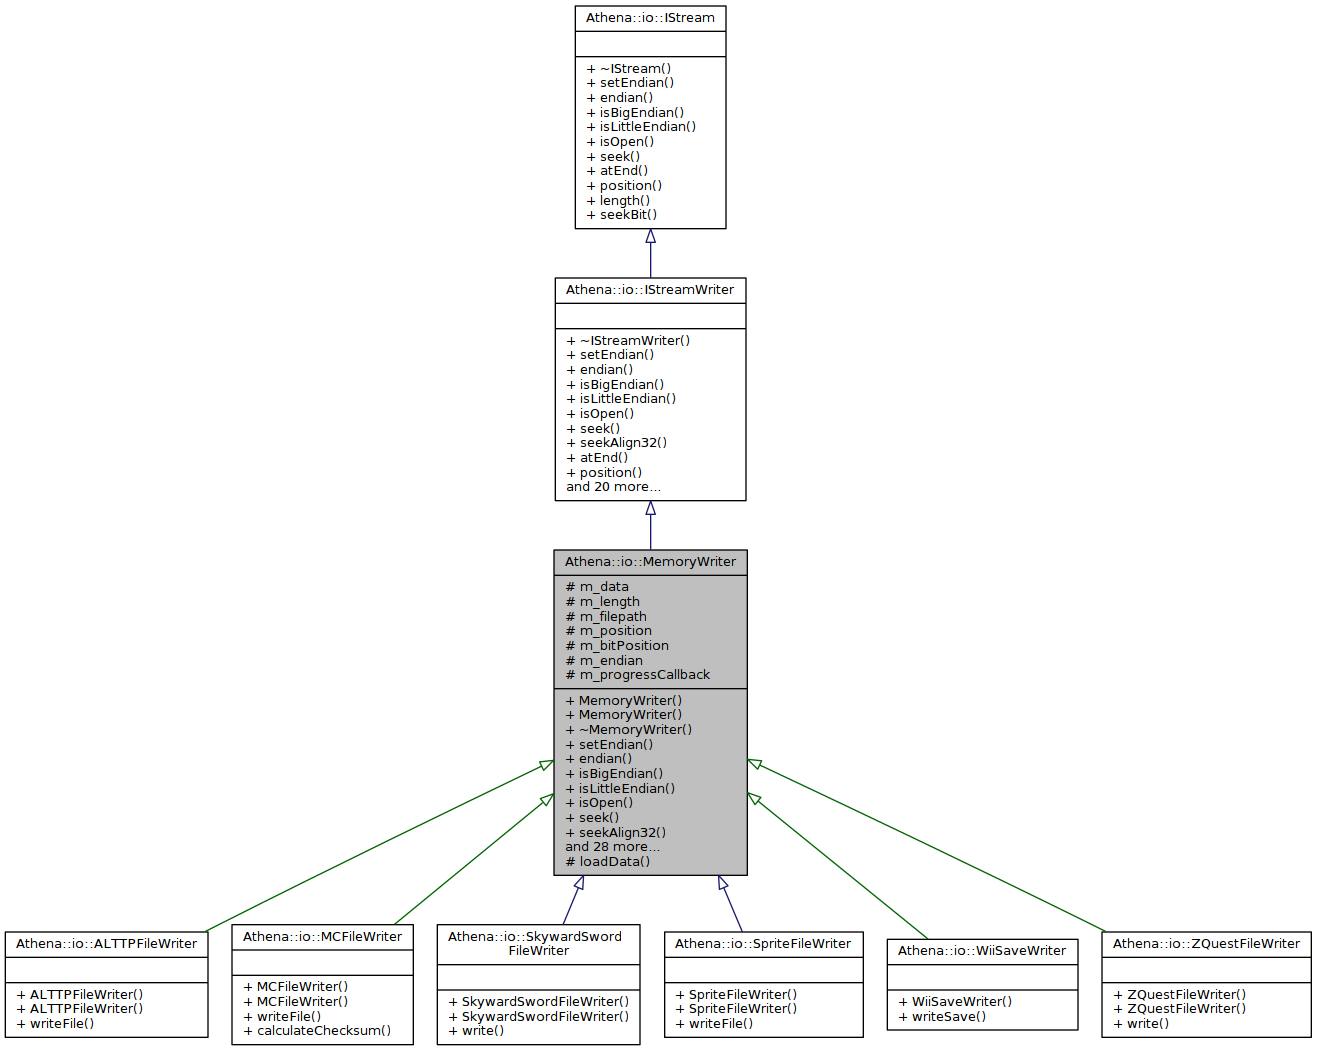 Athena::io::IStream
+ ~IStream()
+ setEndian()
+ endian()
+ isBigEndian()
+ isLittleEndian()
+ isOpen()
+ seek()
+ atEnd()
+ position()
+ length()
+ seekBit()
Athena::io::IStreamWriter
+ ~IStreamWriter()
+ setEndian()
+ endian()
+ isBigEndian()
+ isLittleEndian()
+ isOpen()
+ seek()
+ seekAlign32()
+ atEnd()
+ position()
and 20 more...
Athena::io::MemoryWriter
# m_data
# m_length
# m_filepath
# m_position
# m_bitPosition
# m_endian
# m_progressCallback
+ MemoryWriter()
+ MemoryWriter()
+ ~MemoryWriter()
+ setEndian()
+ endian()
+ isBigEndian()
+ isLittleEndian()
+ isOpen()
+ seek()
+ seekAlign32()
and 28 more...
# loadData()
Athena::io::ALTTPFileWriter
+ ALTTPFileWriter()
+ ALTTPFileWriter()
+ writeFile()
Athena::io::MCFileWriter
+ MCFileWriter()
+ MCFileWriter()
+ writeFile()
+ calculateChecksum()
Athena::io::SkywardSword
FileWriter
+ SkywardSwordFileWriter()
+ SkywardSwordFileWriter()
+ write()
Athena::io::SpriteFileWriter
+ SpriteFileWriter()
+ SpriteFileWriter()
+ writeFile()
Athena::io::WiiSaveWriter
+ WiiSaveWriter()
+ writeSave()
Athena::io::ZQuestFileWriter
+ ZQuestFileWriter()
+ ZQuestFileWriter()
+ write()